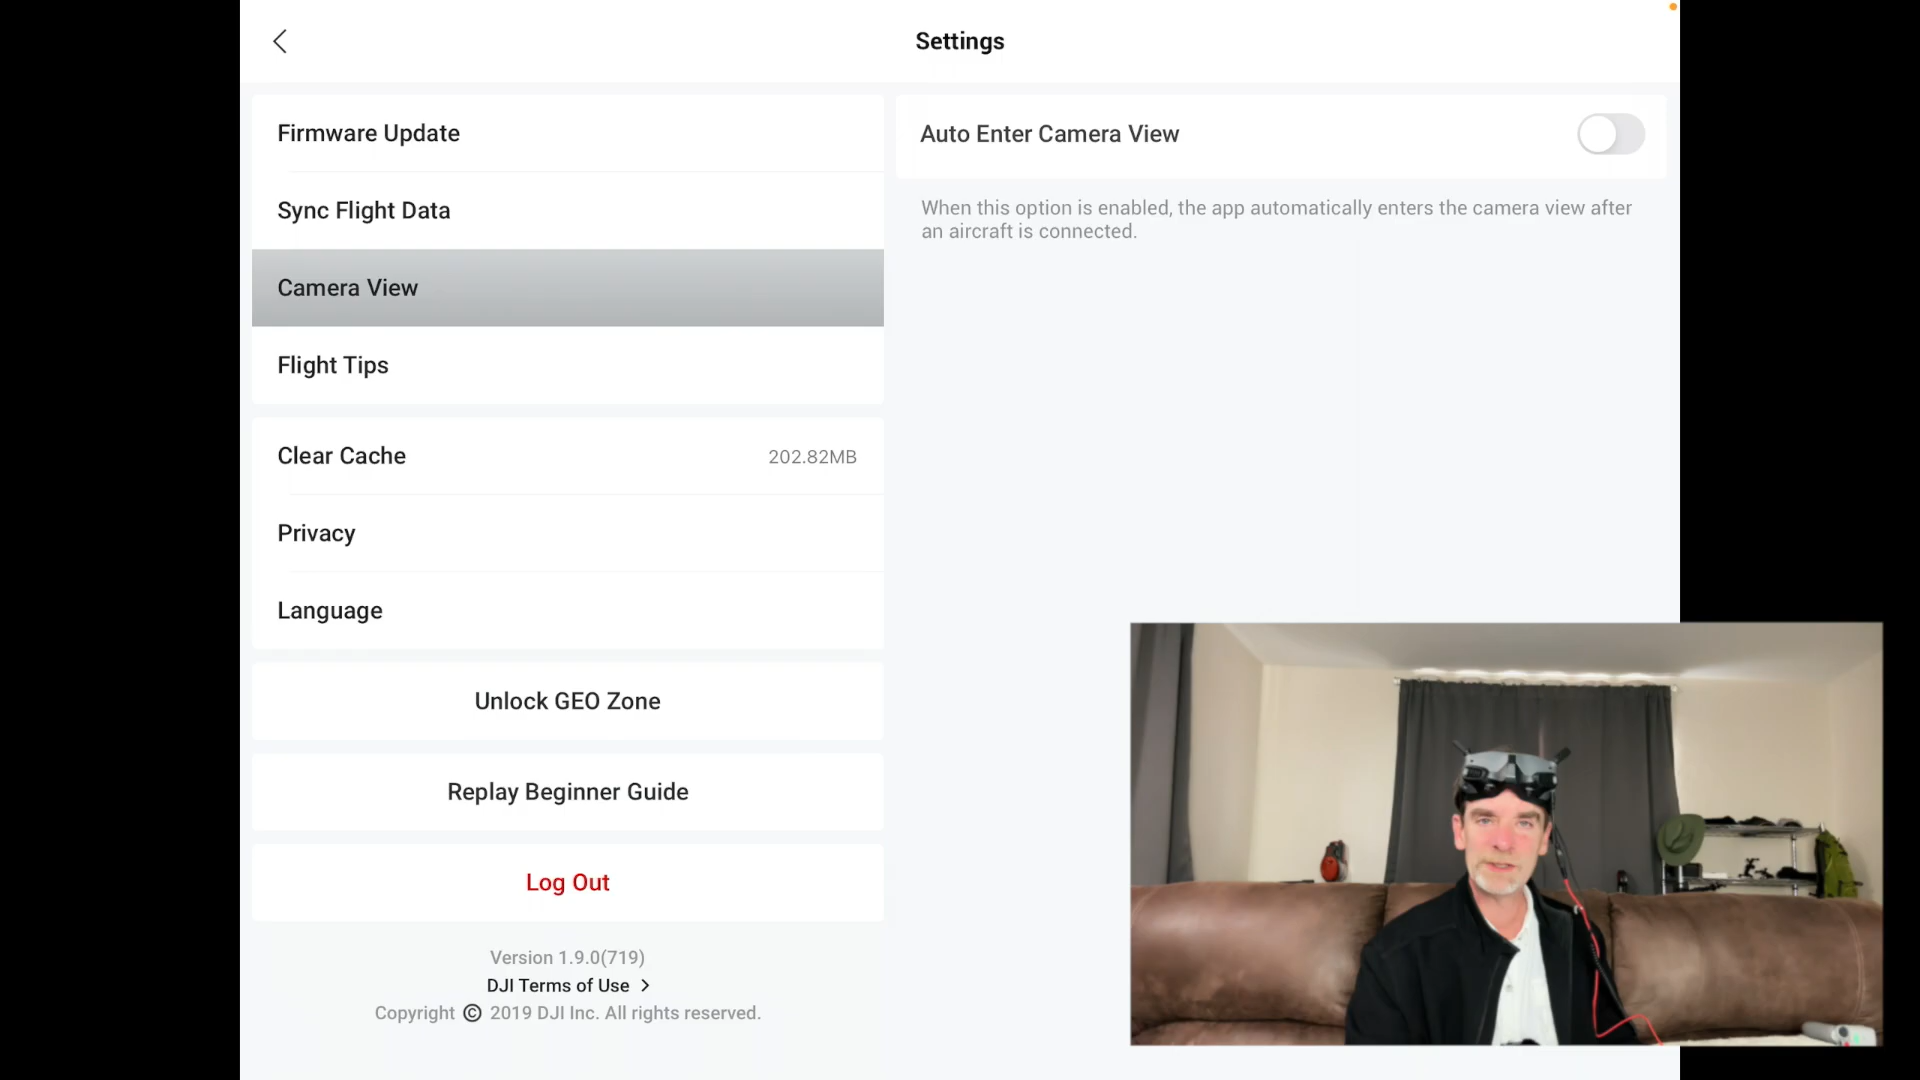 Settings
Firmware Update
Sync Flight Data
Camera View
Flight Tips
Clear Cache 202.82MB
Privacy
Language
Unlock GEO Zone
Replay Beginner Guide
Log Out
Version 1.9.0(719)
DJI Terms of Use >
Copyright © 2019 DJI Inc. All rights reserved.
Auto Enter Camera View
When this option is enabled, the app automatically enters the camera view after
an aircraft is connected.